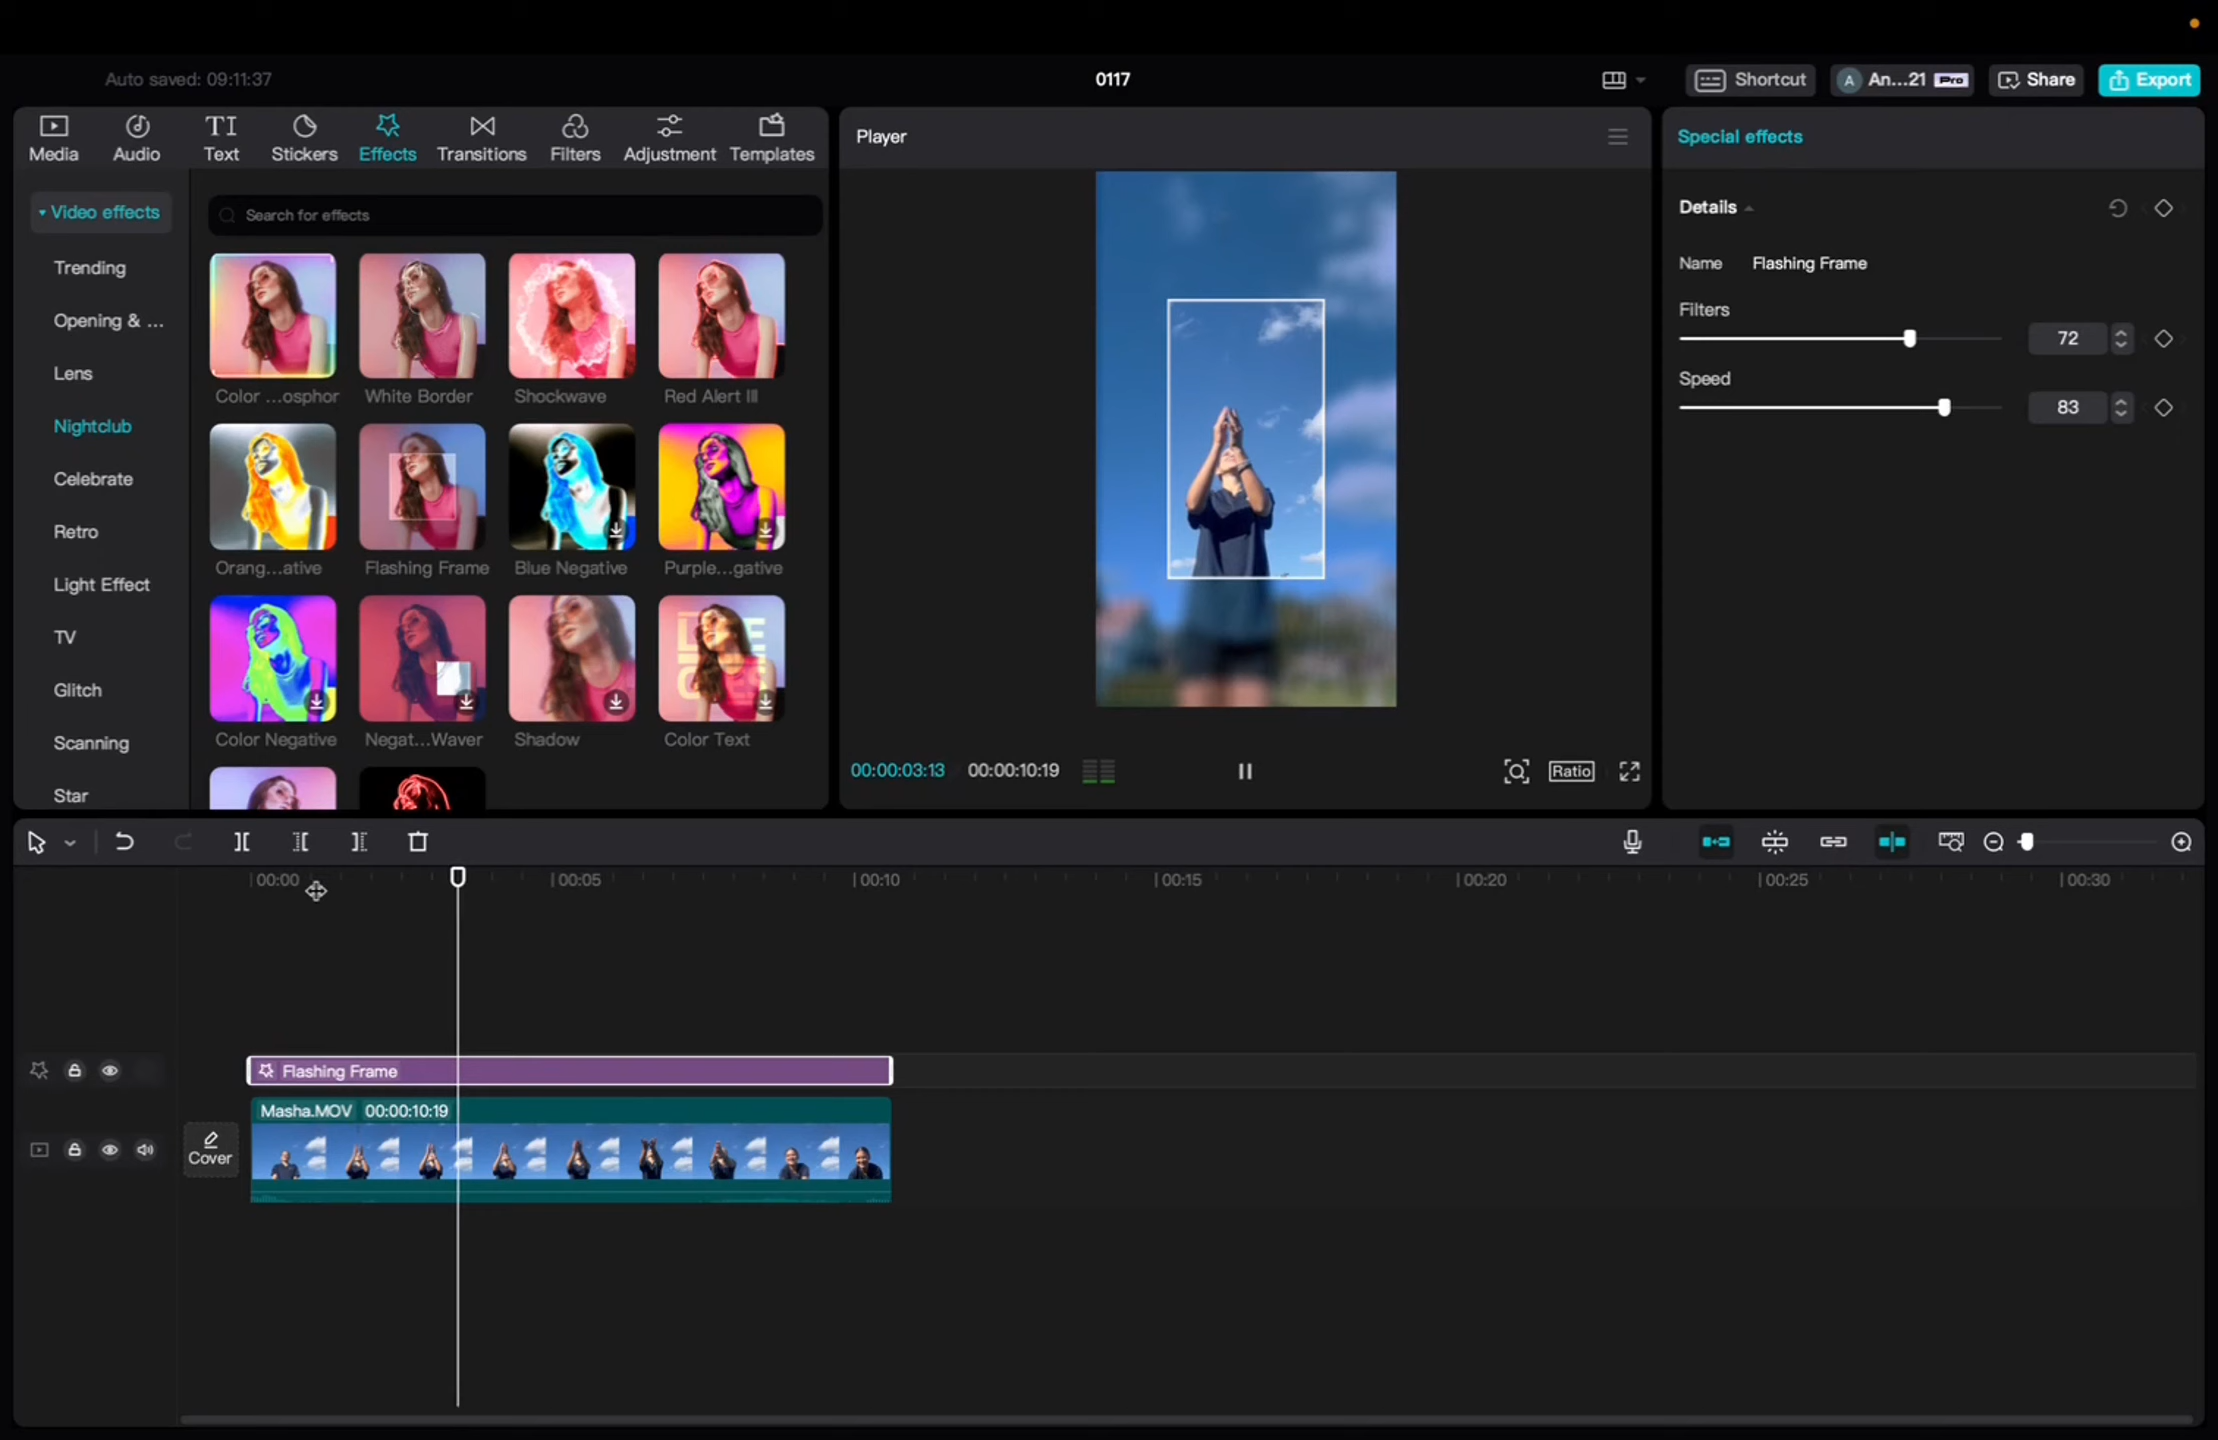 Auto saved: 09:11:37
0117
Shortcut
A An...21 Pro
Share
Export
Media
Audio
TI
Text
Stickers
Effects
Transitions
Filters
Adjustment
Templates
Video effects
Trending
Opening & ...
Lens
Nightclub
Celebrate
Retro
Light Effect
TV
Glitch
Scanning
Star
Search for effects
Color ...osphor
White Border
Shockwave
Red Alert III
Orang...ative
Flashing Frame
Blue Negative
Purple...gative
Color Negative
Negat...Waver
Shadow
Color Text
Player
00:00:03:13
00:00:10:19
Ratio
Special effects
Details
Name Flashing Frame
Filters
72
Speed
83
00:00
00:05
00:10
00:15
00:20
00:25
00:30
Flashing Frame
Masha.MOV 00:00:10:19
Cover